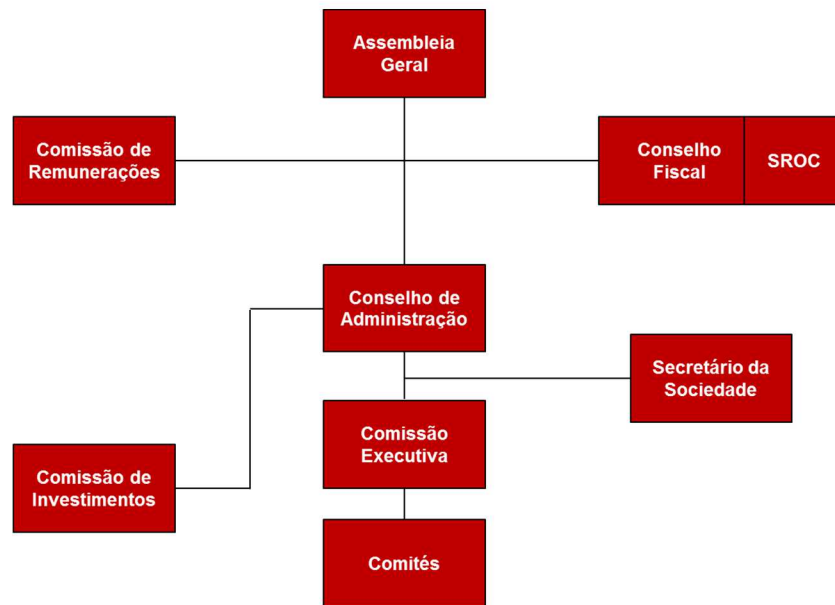 Assembleia
Geral
Comissão de
Remunerações
Conselho
Fiscal
SROC
Conselho de
Administração
Secretário da
Sociedade
Comissão
Executiva
Comissão de
Investimentos
Comités